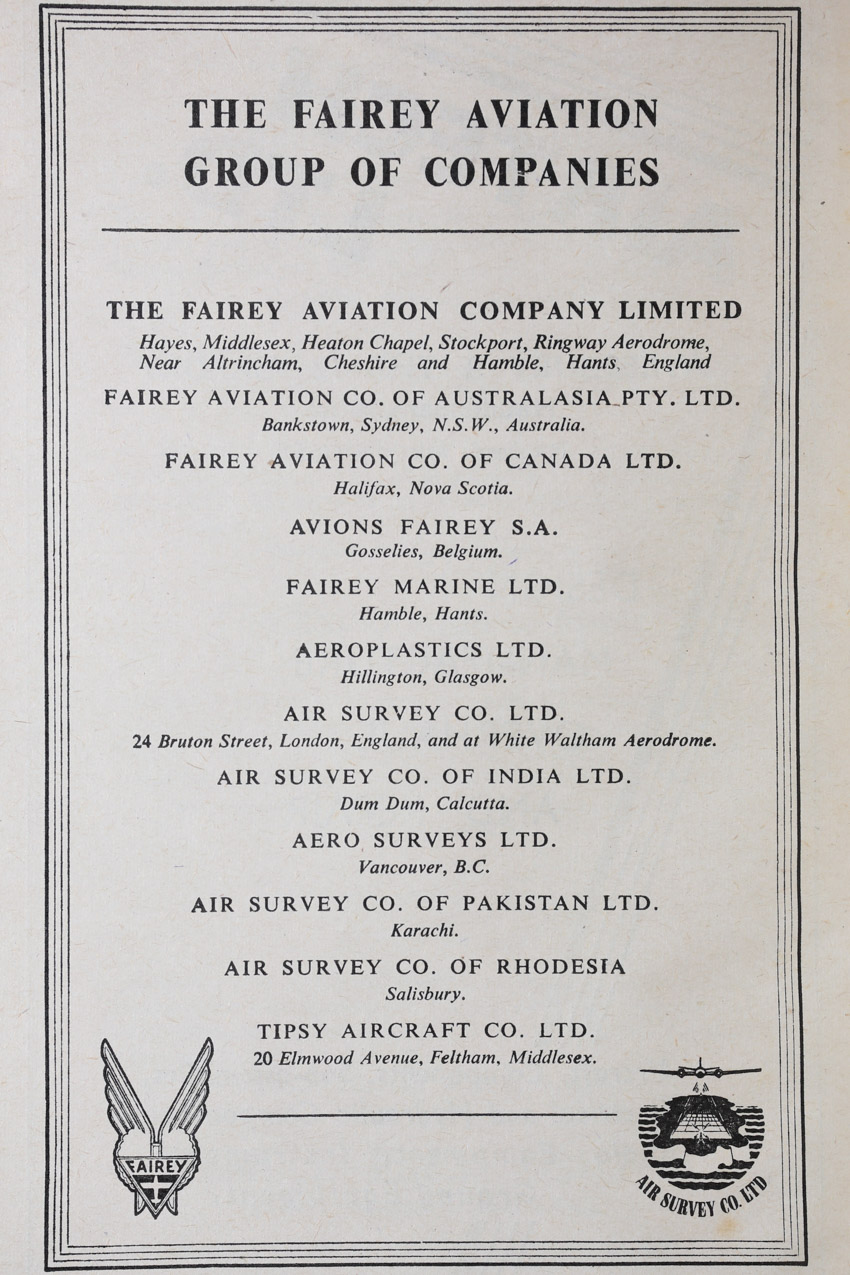 THE FAIREY AVIATION
GROUP OF COMPANIES
THE FAIREY AVIATION COMPANY LIMITED
Hayes, Middlesex, Heaton Chapel, Stockport, Ringway Aerodrome,
Near Altrincham, Cheshire and Hamble, Hants, England
FAIREY AVIATION CO. OF AUSTRALASIA PTY. LTD.
Bankstown, Sydney, N.S.W., Australia.
FAIREY AVIATION CO. OF CANADA LTD.
Halifax, Nova Scotia.
AVIONS FAIREY S.A.
Gosselies, Belgium.
FAIREY MARINE LTD.
Hamble, Hants.
AEROPLASTICS LTD.
Hillington, Glasgow.
AIR SURVEY CO. LTD.
24 Bruton Street, London, England, and at White Waltham Aerodrome.
AIR SURVEY CO. OF INDIA LTD.
Dum Dum, Calcutta.
AERO SURVEYS LTD.
Vancouver, B.C.
AIR SURVEY CO. OF PAKISTAN LTD.
Karachi.
AIR SURVEY CO. OF RHODESIA
Salisbury.
TIPSY AIRCRAFT CO. LTD.
20 Elmwood Avenue, Feltham, Middlesex.
FAIREY
AIR SURVEY CO. LTD